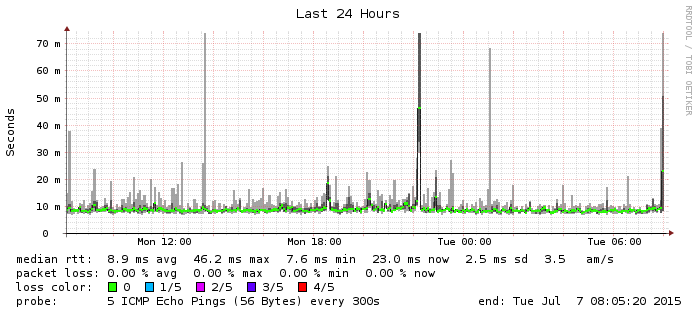 Last 24 Hours
RRDTOOL / TOBI OETIKER
Seconds
70 m
60 m
50 m
40 m
30 m
20 m
10 m
0
Mon 12:00 Mon 18:00 Tue 00:00 Tue 06:00
median rtt: 8.9 ms avg 46.2 ms max 7.6 ms min 23.0 ms now 2.5 ms sd 3.5 am/s
packet loss: 0.00 % avg 0.00 % max 0.00 % min 0.00 % now
loss color: 0 1/5 2/5 3/5 4/5
probe: 5 ICMP Echo Pings (56 Bytes) every 300s end: Tue Jul 7 08:05:20 2015